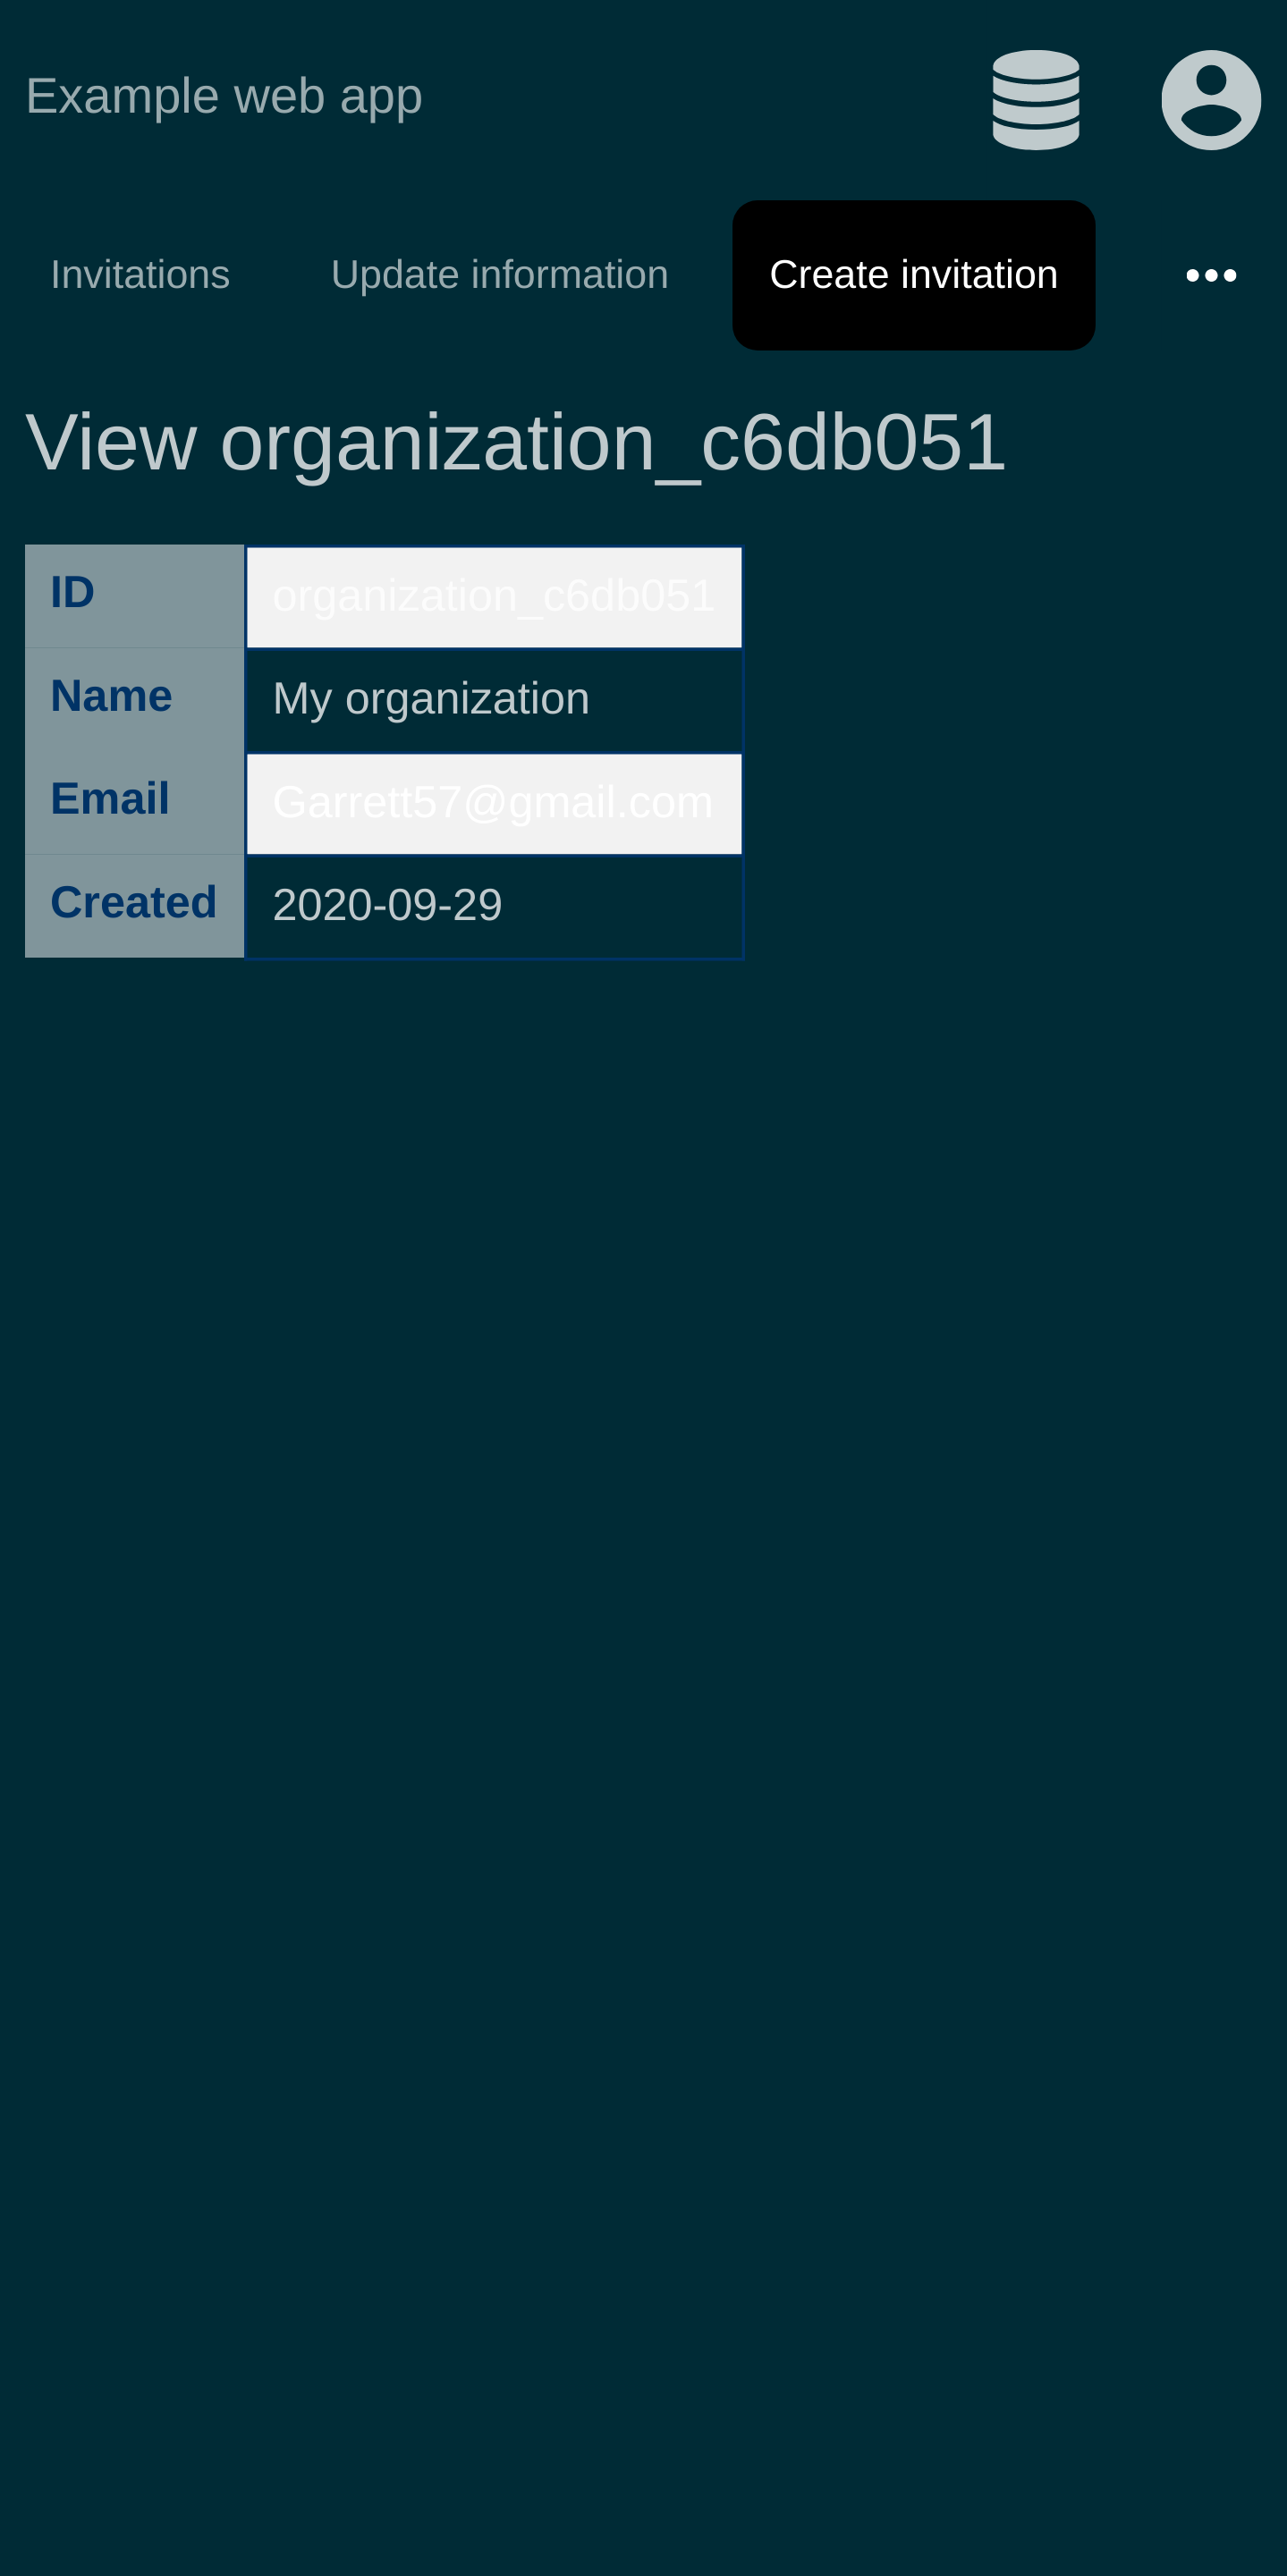 Example web app
Invitations Update information Create invitation •••
View organization_c6db051
ID organization_c6db051
Name My organization
Email Garrett57@gmail.com
Created 2020-09-29